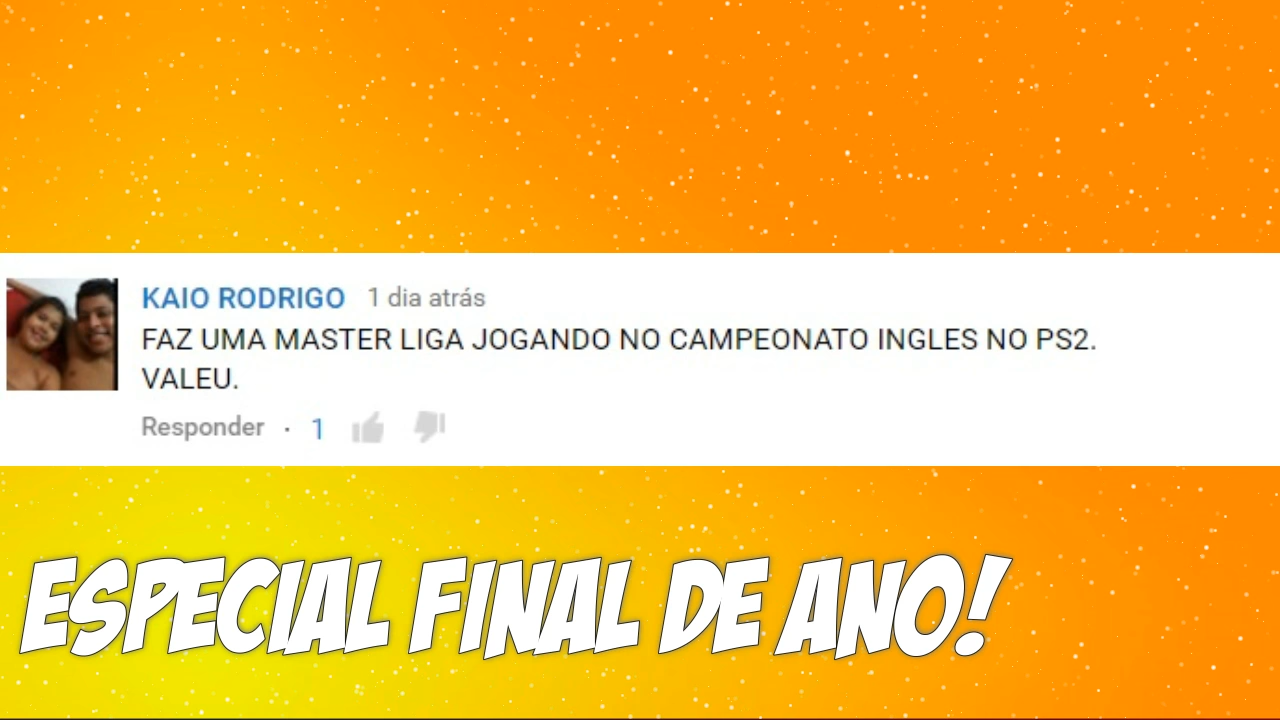 KAIO RODRIGO 1 dia atrás
FAZ UMA MASTER LIGA JOGANDO NO CAMPEONATO INGLES NO PS2.
VALEU.
Responder · 1
ESPECIAL FINAL DE ANO!